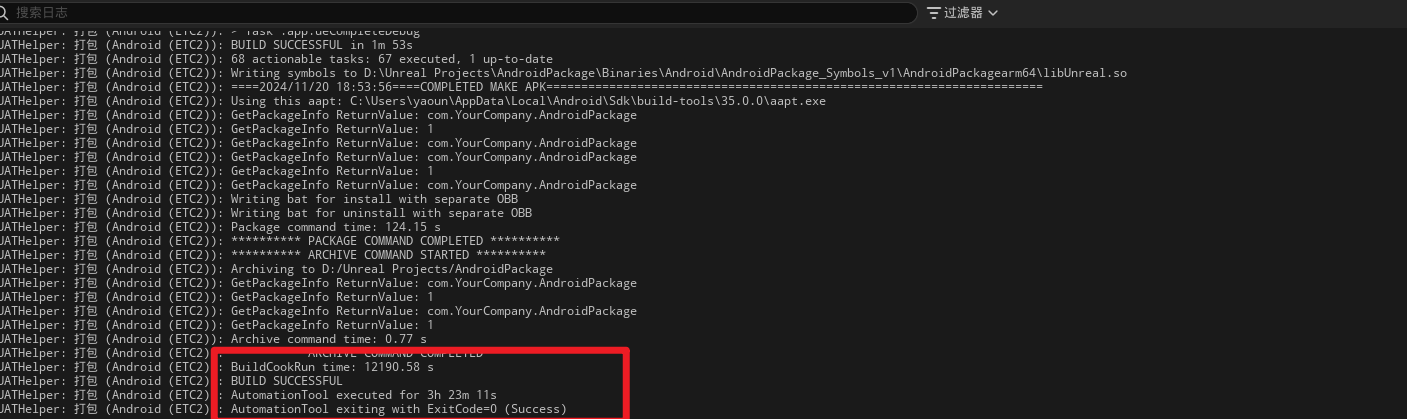 搜索日志
过滤器
UATHelper: 打包 (Android (ETC2)): > Task :app:deCompleteDebug
UATHelper: 打包 (Android (ETC2)): BUILD SUCCESSFUL in 1m 53s
UATHelper: 打包 (Android (ETC2)): 68 actionable tasks: 67 executed, 1 up-to-date
UATHelper: 打包 (Android (ETC2)): Writing symbols to D:\Unreal Projects\AndroidPackage\Binaries\Android\AndroidPackage_Symbols_v1\AndroidPackagearm64\libUnreal.so
UATHelper: 打包 (Android (ETC2)): ====2024/11/20 18:53:56====COMPLETED MAKE APK=======================================================================
UATHelper: 打包 (Android (ETC2)): Using this aapt: C:\Users\yaoun\AppData\Local\Android\Sdk\build-tools\35.0.0\aapt.exe
UATHelper: 打包 (Android (ETC2)): GetPackageInfo ReturnValue: com.YourCompany.AndroidPackage
UATHelper: 打包 (Android (ETC2)): GetPackageInfo ReturnValue: 1
UATHelper: 打包 (Android (ETC2)): GetPackageInfo ReturnValue: com.YourCompany.AndroidPackage
UATHelper: 打包 (Android (ETC2)): GetPackageInfo ReturnValue: com.YourCompany.AndroidPackage
UATHelper: 打包 (Android (ETC2)): GetPackageInfo ReturnValue: 1
UATHelper: 打包 (Android (ETC2)): GetPackageInfo ReturnValue: com.YourCompany.AndroidPackage
UATHelper: 打包 (Android (ETC2)): Writing bat for install with separate OBB
UATHelper: 打包 (Android (ETC2)): Writing bat for uninstall with separate OBB
UATHelper: 打包 (Android (ETC2)): Package command time: 124.15 s
UATHelper: 打包 (Android (ETC2)): ********** PACKAGE COMMAND COMPLETED **********
UATHelper: 打包 (Android (ETC2)): ********** ARCHIVE COMMAND STARTED **********
UATHelper: 打包 (Android (ETC2)): Archiving to D:/Unreal Projects/AndroidPackage
UATHelper: 打包 (Android (ETC2)): GetPackageInfo ReturnValue: com.YourCompany.AndroidPackage
UATHelper: 打包 (Android (ETC2)): GetPackageInfo ReturnValue: 1
UATHelper: 打包 (Android (ETC2)): GetPackageInfo ReturnValue: com.YourCompany.AndroidPackage
UATHelper: 打包 (Android (ETC2)): GetPackageInfo ReturnValue: 1
UATHelper: 打包 (Android (ETC2)): Archive command time: 0.77 s
UATHelper: 打包 (Android (ETC2)): ARCHIVE COMMAND COMPLETED
UATHelper: 打包 (Android (ETC2)): BuildCookRun time: 12190.58 s
UATHelper: 打包 (Android (ETC2)): BUILD SUCCESSFUL
UATHelper: 打包 (Android (ETC2)): AutomationTool executed for 3h 23m 11s
UATHelper: 打包 (Android (ETC2)): AutomationTool exiting with ExitCode=0 (Success)